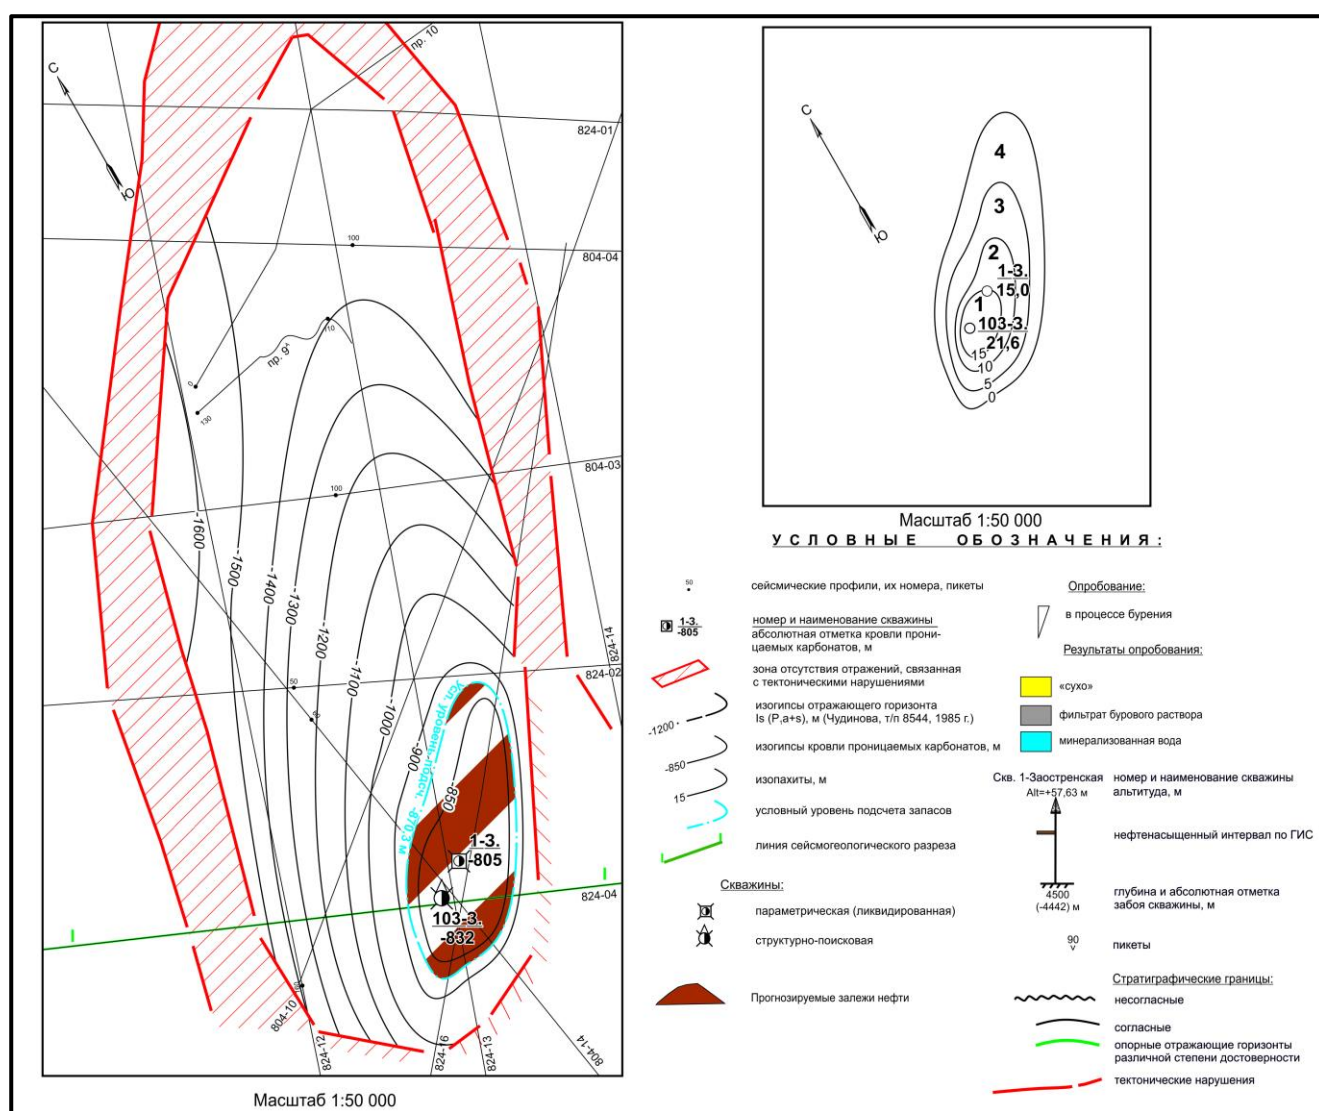 С
Ю
пр. 10
824-01
100
804-04
110
пр. 9ᴬ
0
130
804-03
100
-1600
-1500
-1400
-1300
-1200
-1100
-1000
-900
-850
824-14
824-02
50
Усл. уровень подсч. -870,3 м
1-З.
-805
103-З.
-832
824-04
804-10
824-12
824-16
824-13
804-14
Масштаб 1:50 000
С
Ю
4
3
2
1-З.
15,0
1
103-З.
21,6
15
10
5
0
Масштаб 1:50 000
УСЛОВНЫЕ ОБОЗНАЧЕНИЯ:
50
сейсмические профили, их номера, пикеты
1-З.
-805
номер и наименование скважины
абсолютная отметка кровли прони-
цаемых карбонатов, м
зона отсутствия отражений, связанная
с тектоническими нарушениями
-1200
изогипсы отражающего горизонта
Is (P,a+s), м (Чудинова, т/п 8544, 1985 г.)
-850
изогипсы кровли проницаемых карбонатов, м
15
изопахиты, м
условный уровень подсчета запасов
линия сейсмогеологического разреза
Скважины:
параметрическая (ликвидированная)
структурно-поисковая
Прогнозируемые залежи нефти
Опробование:
в процессе бурения
Результаты опробования:
«сухо»
фильтрат бурового раствора
минерализованная вода
Скв. 1-Заостренская
Alt=+57,63 м
номер и наименование скважины
альтитуда, м
нефтенасыщенный интервал по ГИС
4500
(-4442) м
глубина и абсолютная отметка
забоя скважины, м
90
пикеты
Стратиграфические границы:
несогласные
согласные
опорные отражающие горизонты
различной степени достоверности
тектонические нарушения